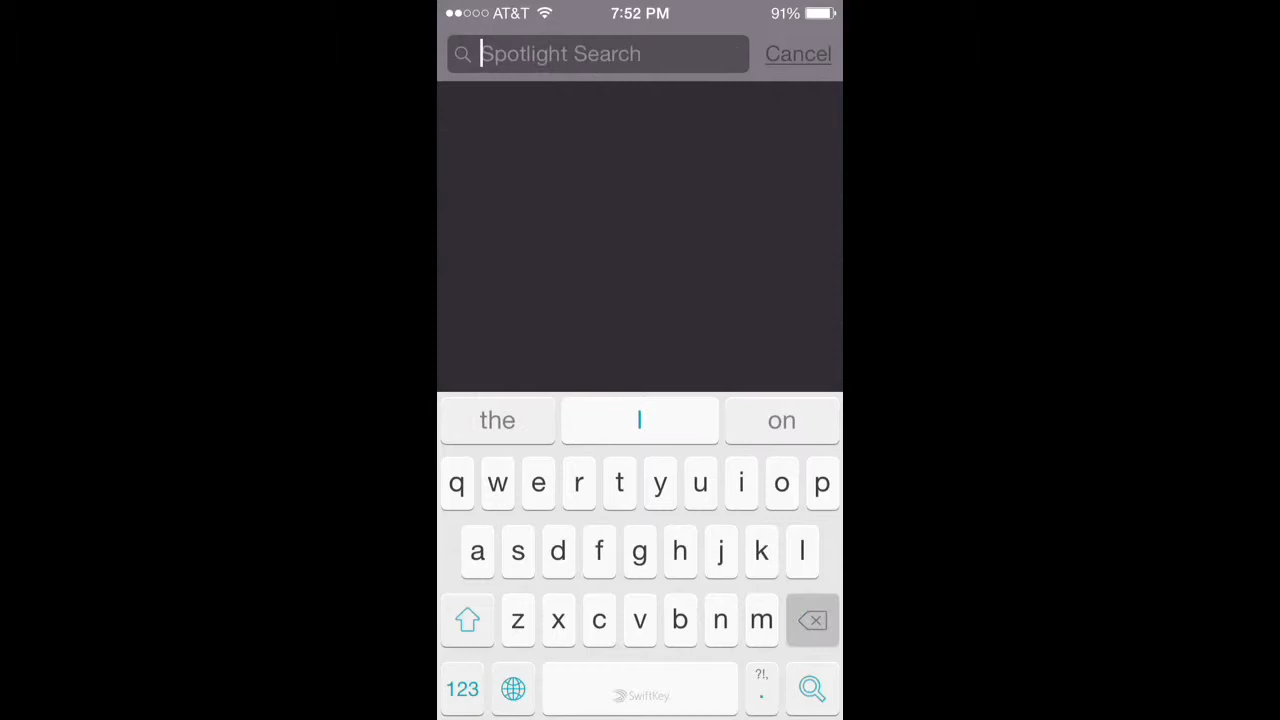 AT&T 7:52 PM 91%
Spotlight Search Cancel
the I on
q w e r t y u i o p
a s d f g h j k l
z x c v b n m
?!,
123 SwiftKey .